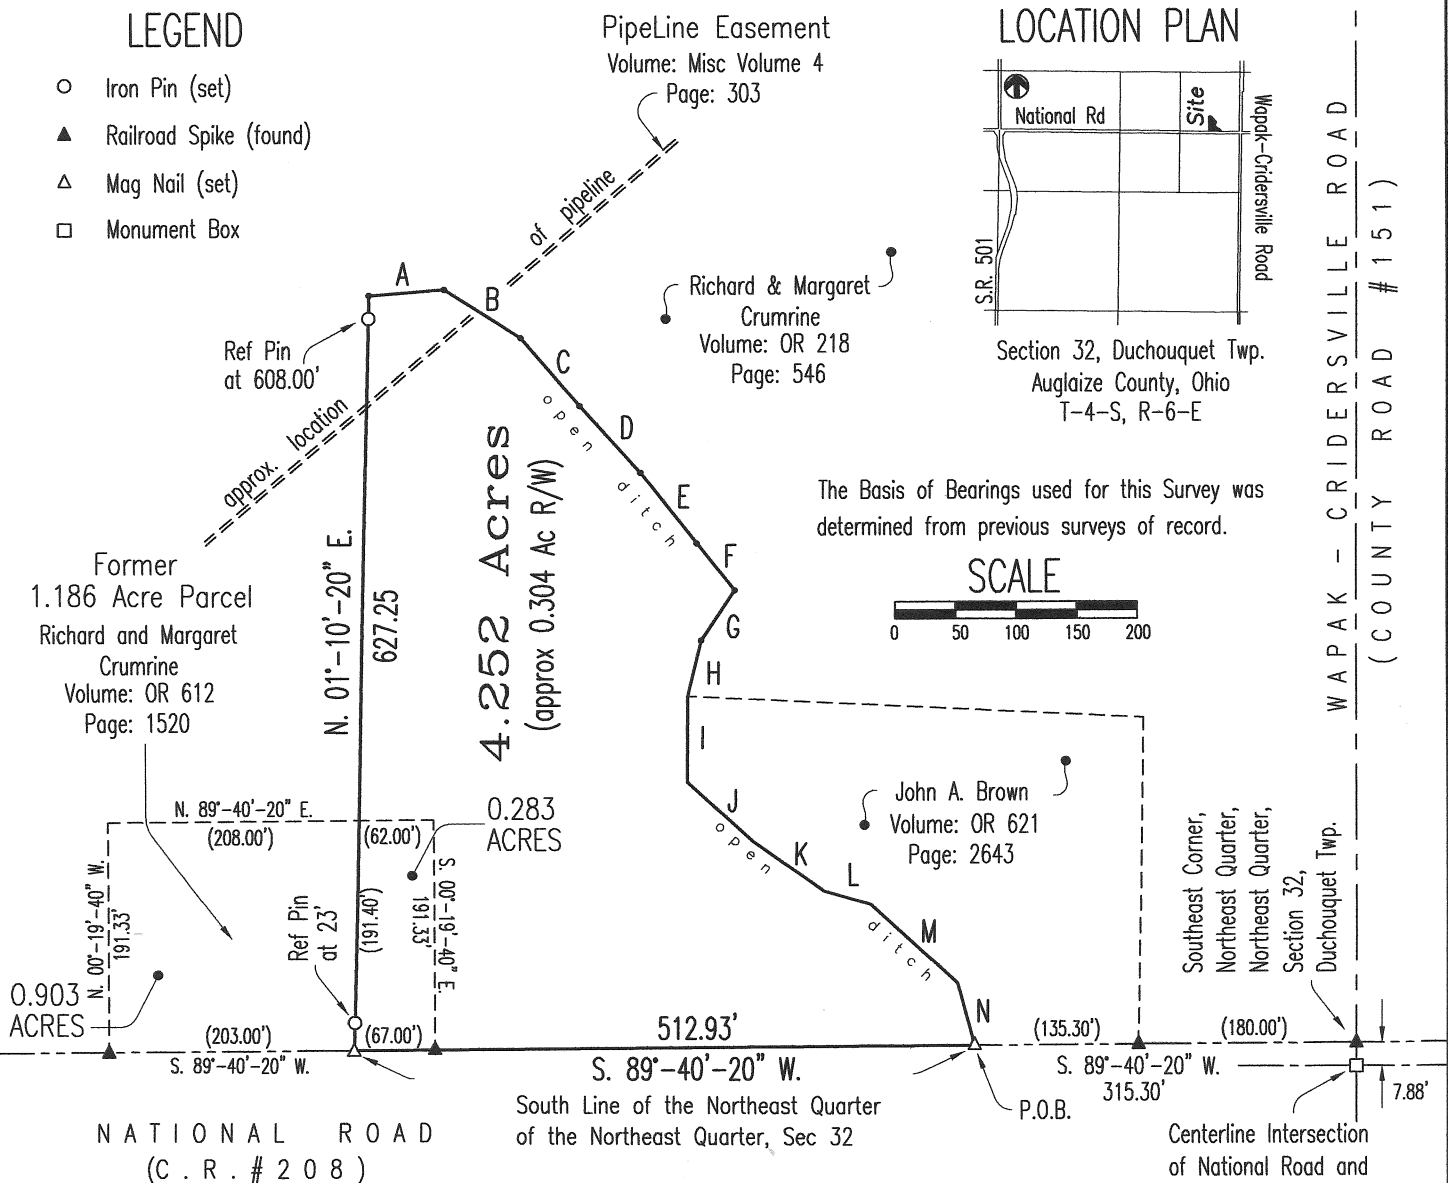 LEGEND
Iron Pin (set)
Railroad Spike (found)
Mag Nail (set)
Monument Box
PipeLine Easement
Volume: Misc Volume 4
Page: 303
LOCATION PLAN
National Rd
Site
S.R. 501
Wapak-Cridersville Road
Section 32, Duchouquet Twp.
Auglaize County, Ohio
T-4-S, R-6-E
WAPAK - CRIDERSVILLE ROAD
(COUNTY ROAD #1551)
of pipeline
approx. location
Richard & Margaret
Crumrine
Volume: OR 218
Page: 546
A
B
C
D
E
F
G
H
I
J
K
L
M
N
Ref Pin
at 608.00'
open ditch
The Basis of Bearings used for this Survey was
determined from previous surveys of record.
SCALE
0 50 100 150 200
Former
1.186 Acre Parcel
Richard and Margaret
Crumrine
Volume: OR 612
Page: 1520
N. 01°-10'-20" E.
627.25
4.252 Acres
(approx 0.304 Ac R/W)
John A. Brown
Volume: OR 621
Page: 2643
open ditch
0.283
ACRES
N. 89°-40'-20" E.
(208.00')
(62.00')
N. 00°-19'-40" W.
191.33'
Ref Pin
at 23'
(191.40')
S. 00°-19'-40" E.
191.33'
0.903
ACRES
Southeast Corner,
Northeast Quarter,
Northeast Quarter,
Section 32,
Duchouquet Twp.
(203.00')
(67.00')
512.93'
(135.30')
(180.00')
S. 89°-40'-20" W.
S. 89°-40'-20" W.
S. 89°-40'-20" W.
315.30'
7.88'
P.O.B.
South Line of the Northeast Quarter
of the Northeast Quarter, Sec 32
NATIONAL ROAD
(C.R.#208)
Centerline Intersection
of National Road and